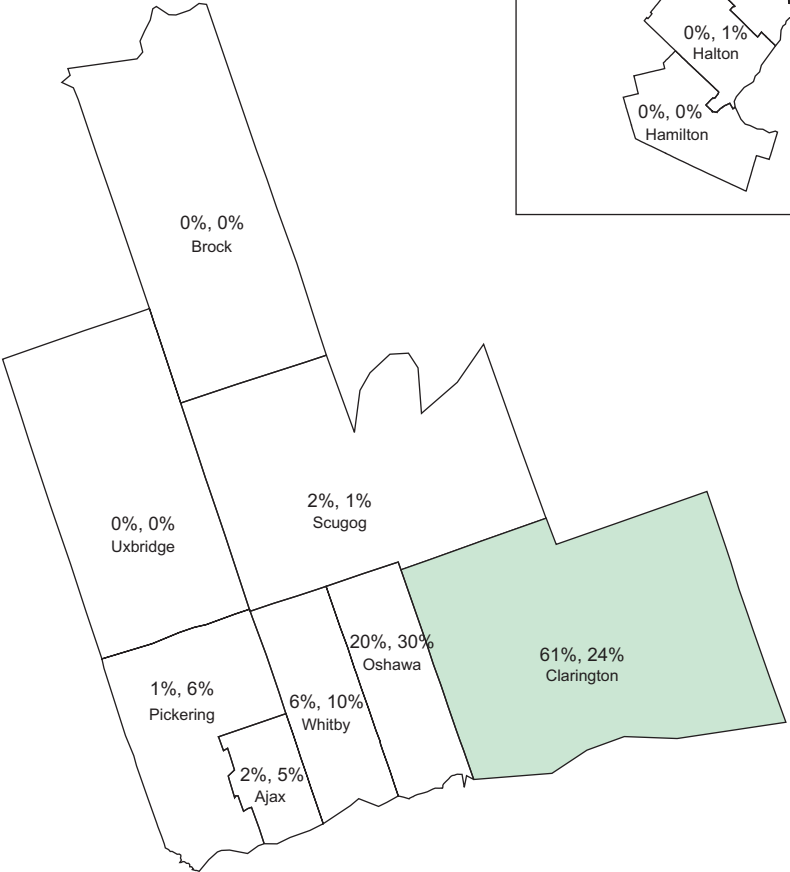 0%, 1%
Halton
0%, 0%
Hamilton
0%, 0%
Brock
2%, 1%
Scugog
0%, 0%
Uxbridge
20%, 30%
Oshawa
61%, 24%
Clarington
1%, 6%
Pickering
6%, 10%
Whitby
2%, 5%
Ajax